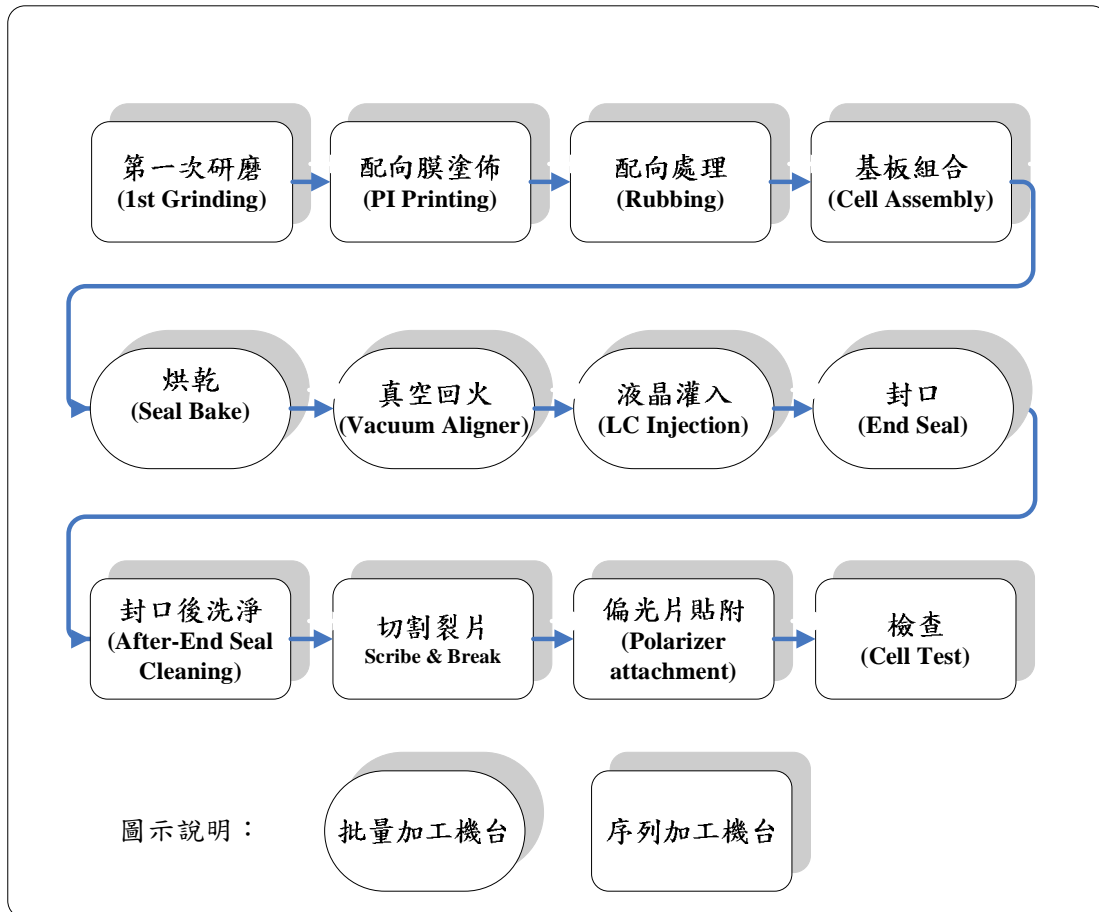 第一次研磨
(1st Grinding)
配向膜塗佈
(PI Printing)
配向處理
(Rubbing)
基板組合
(Cell Assembly)
烘乾
(Seal Bake)
真空回火
(Vacuum Aligner)
液晶灌入
(LC Injection)
封口
(End Seal)
封口後洗淨
(After-End Seal
Cleaning)
切割裂片
Scribe & Break
偏光片貼附
(Polarizer
attachment)
檢查
(Cell Test)
圖示說明：
批量加工機台
序列加工機台